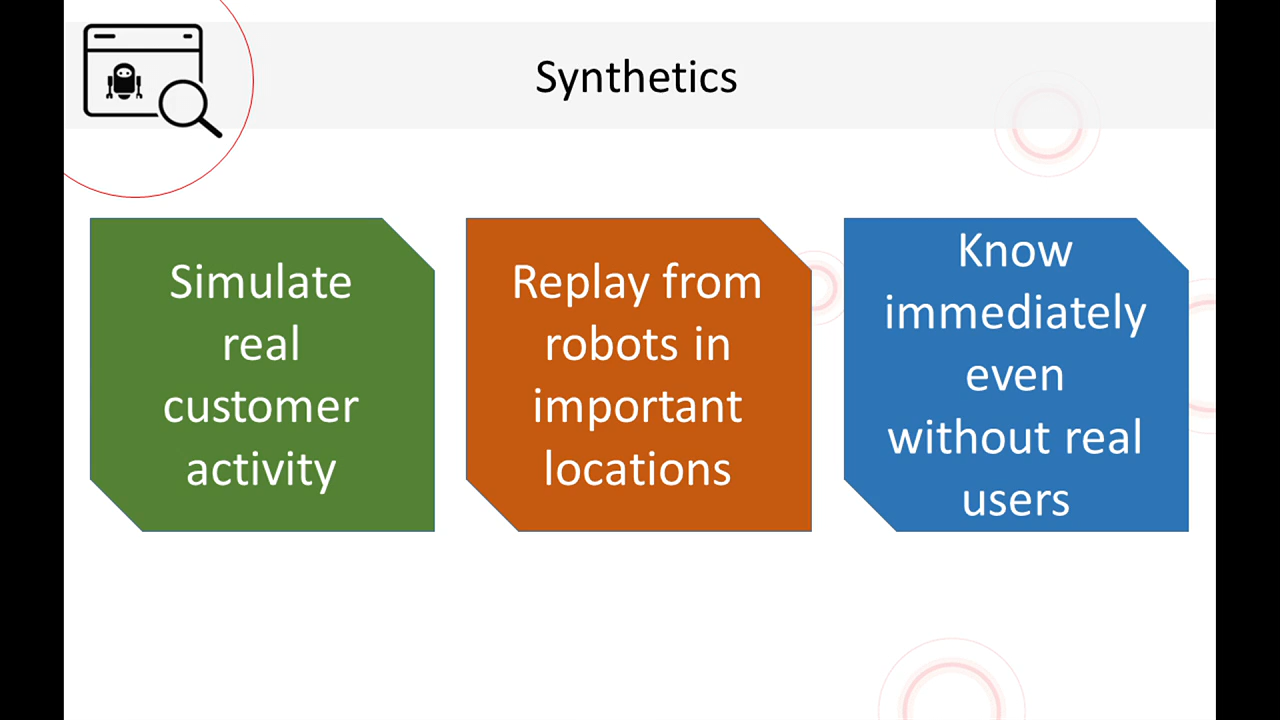 Synthetics
Simulate
real
customer
activity
Replay from
robots in
important
locations
Know
immediately
even
without real
users